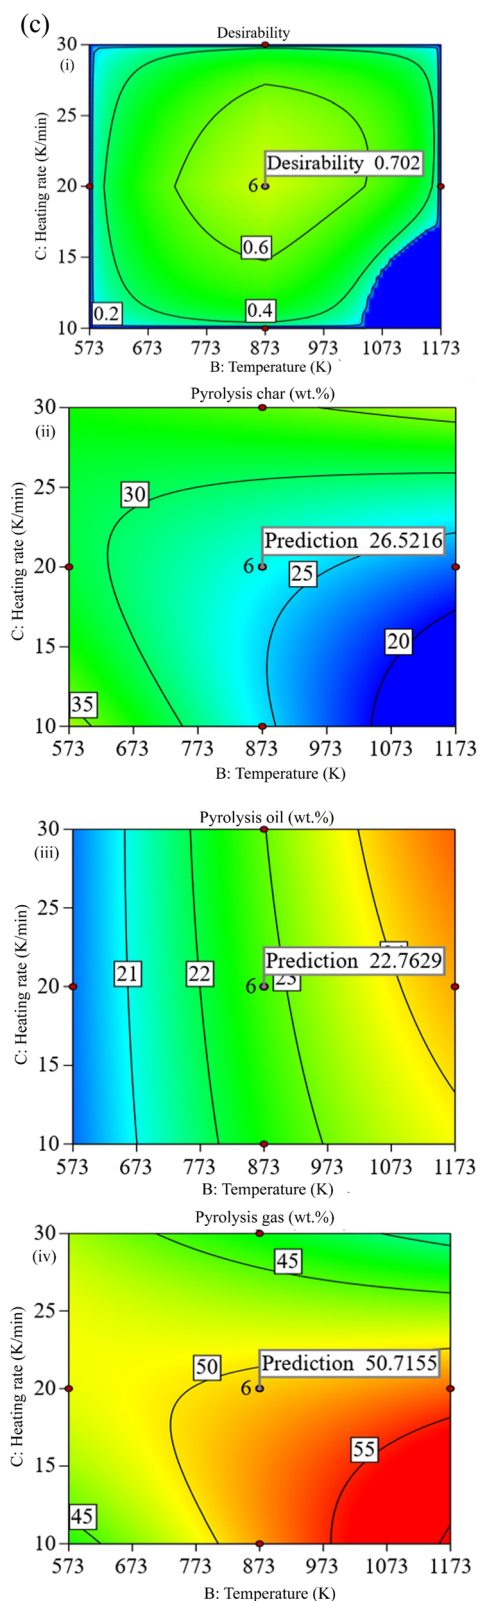 (c)
Desirability
(i)
30
25
20
15
10
C: Heating rate (K/min)
Desirability 0.702
6
0.6
0.4
0.2
573 673 773 873 973 1073 1173
B: Temperature (K)
Pyrolysis char (wt.%)
(ii)
30
25
20
15
10
C: Heating rate (K/min)
30
Prediction 26.5216
6
25
20
35
573 673 773 873 973 1073 1173
B: Temperature (K)
Pyrolysis oil (wt.%)
(iii)
30
25
20
15
10
C: Heating rate (K/min)
Prediction 22.7629
21
22
6
23
573 673 773 873 973 1073 1173
B: Temperature (K)
Pyrolysis gas (wt.%)
(iv)
30
25
20
15
10
C: Heating rate (K/min)
45
50
Prediction 50.7155
6
55
45
573 673 773 873 973 1073 1173
B: Temperature (K)